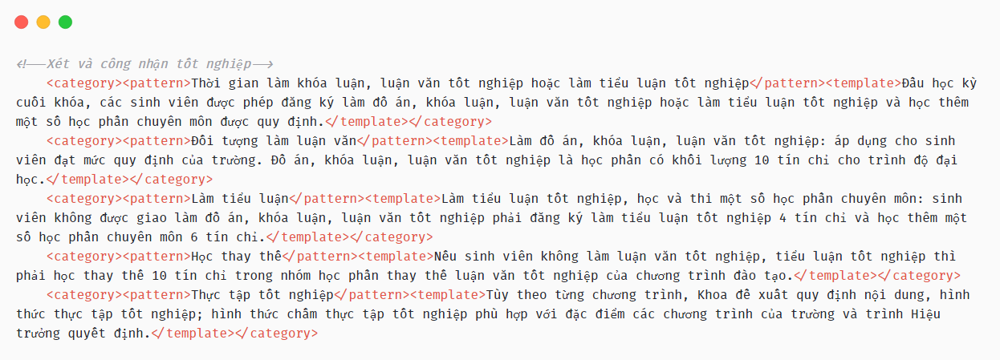 <!--Xét và công nhận tốt nghiệp-->
<category><pattern>Thời gian làm khóa luận, luận văn tốt nghiệp hoặc làm tiểu luận tốt nghiệp</pattern><template>Đầu học kỳ
cuối khóa, các sinh viên được phép đăng ký làm đồ án, khóa luận, luận văn tốt nghiệp hoặc làm tiểu luận tốt nghiệp và học thêm
một số học phần chuyên môn được quy định.</template></category>
<category><pattern>Đối tượng làm luận văn</pattern><template>Làm đồ án, khóa luận, luận văn tốt nghiệp: áp dụng cho sinh
viên đạt mức quy định của trường. Đồ án, khóa luận, luận văn tốt nghiệp là học phần có khối lượng 10 tín chỉ cho trình độ đại
học.</template></category>
<category><pattern>Làm tiểu luận</pattern><template>Làm tiểu luận tốt nghiệp, học và thi một số học phần chuyên môn: sinh
viên không được giao làm đồ án, khóa luận, luận văn tốt nghiệp phải đăng ký làm tiểu luận tốt nghiệp 4 tín chỉ và học thêm một
số học phần chuyên môn 6 tín chỉ.</template></category>
<category><pattern>Học thay thế</pattern><template>Nếu sinh viên không làm luận văn tốt nghiệp, tiểu luận tốt nghiệp thì
phải học thay thế 10 tín chỉ trong nhóm học phần thay thế luận văn tốt nghiệp của chương trình đào tạo.</template></category>
<category><pattern>Thực tập tốt nghiệp</pattern><template>Tùy theo từng chương trình, Khoa đề xuất quy định nội dung, hình
thức thực tập tốt nghiệp; hình thức chấm thực tập tốt nghiệp phù hợp với đặc điểm các chương trình của trường và trình Hiệu
trưởng quyết định.</template></category>